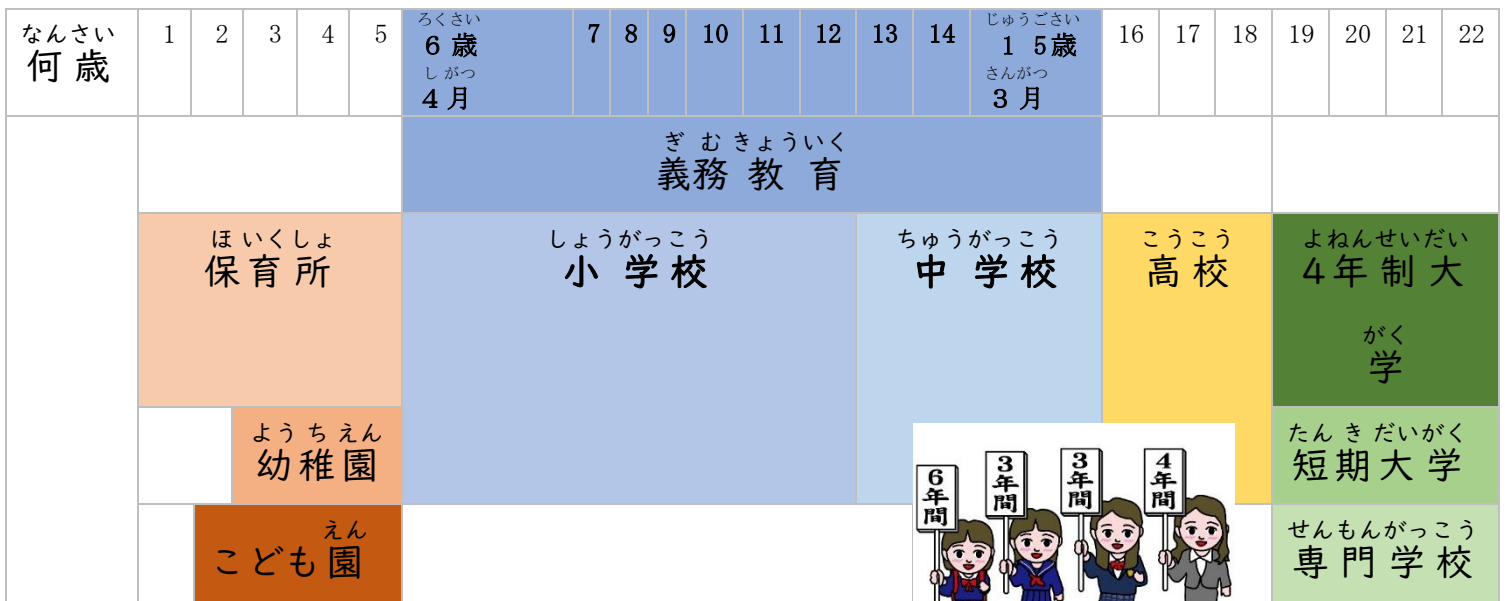 なんさい
何歳
1 2 3 4 5
ろくさい
6歳
しがつ
4月
7 8 9 10 11 12 13 14
じゅうごさい
15歳
さんがつ
3月
16 17 18 19 20 21 22
ぎむきょういく
義務教育
ほいくしょ
保育所
しょうがっこう
小学校
ちゅうがっこう
中学校
こうこう
高校
よねんせいだい
4年制大
がく
学
ようちえん
幼稚園
たんきだいがく
短期大学
えん
こども園
6年間
3年間
3年間
4年間
せんもんがっこう
専門学校